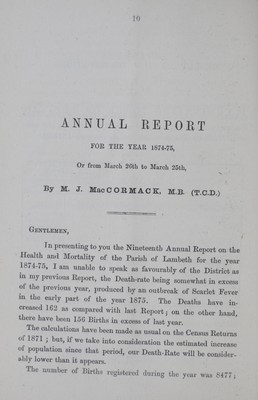 10
ANNUAL REPORT
FOR THE YEAR 1874-75,
Or from March 26th to March 25th,
By M. J. MacCORMACK, M.B. (T.C.D.)
GENTLEMEN,
In presenting to you the Nineteenth Annual Report on the
Health and Mortality of the Parish of Lambeth for the year
1874-75, I am unable to speak as favourably of the District as
in my previous Report, the Death-rate being somewhat in excess
of the previous year, produced by an outbreak of Scarlet Fever
in the early part of the year 1875. The Deaths have in-
creased 162 as compared with last Report; on the other hand,
there have been 156 Births in excess of last year.
The calculations have been made as usual on the Census Returns
of 1871; but, if we take into consideration the estimated increase
of population since that period, our Death-Rate will be consider-
ably lower than it appears.
The number of Births registered during the year was 8477;